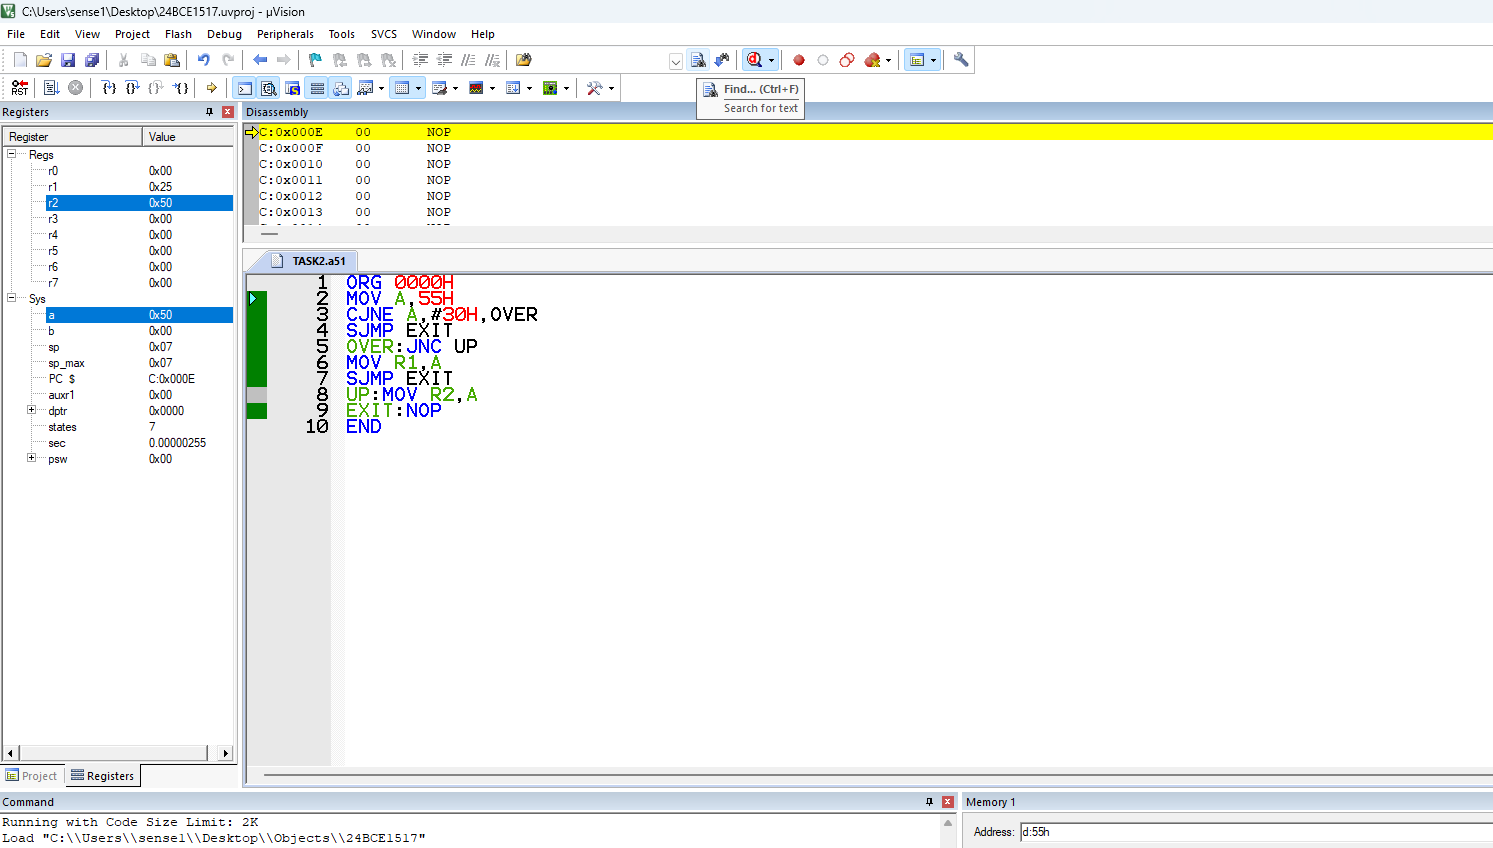 C:\Users\sense1\Desktop\24BCE1517.uvproj - µVision
File Edit View Project Flash Debug Peripherals Tools SVCS Window Help
RST
Find... (Ctrl+F)
Search for text
Registers
Register Value
Regs
r0 0x00
r1 0x25
r2 0x50
r3 0x00
r4 0x00
r5 0x00
r6 0x00
r7 0x00
Sys
a 0x50
b 0x00
sp 0x07
sp_max 0x07
PC $ C:0x000E
auxr1 0x00
dptr 0x0000
states 7
sec 0.00000255
psw 0x00
Project Registers
Disassembly
C:0x000E 00 NOP
C:0x000F 00 NOP
C:0x0010 00 NOP
C:0x0011 00 NOP
C:0x0012 00 NOP
C:0x0013 00 NOP
TASK2.a51
1 ORG 0000H
2 MOV A,55H
3 CJNE A,#30H,OVER
4 SJMP EXIT
5 OVER:JNC UP
6 MOV R1,A
7 SJMP EXIT
8 UP:MOV R2,A
9 EXIT:NOP
10 END
Command
Running with Code Size Limit: 2K
Load "C:\\Users\\sense1\\Desktop\\Objects\\24BCE1517"
Memory 1
Address: d:55h